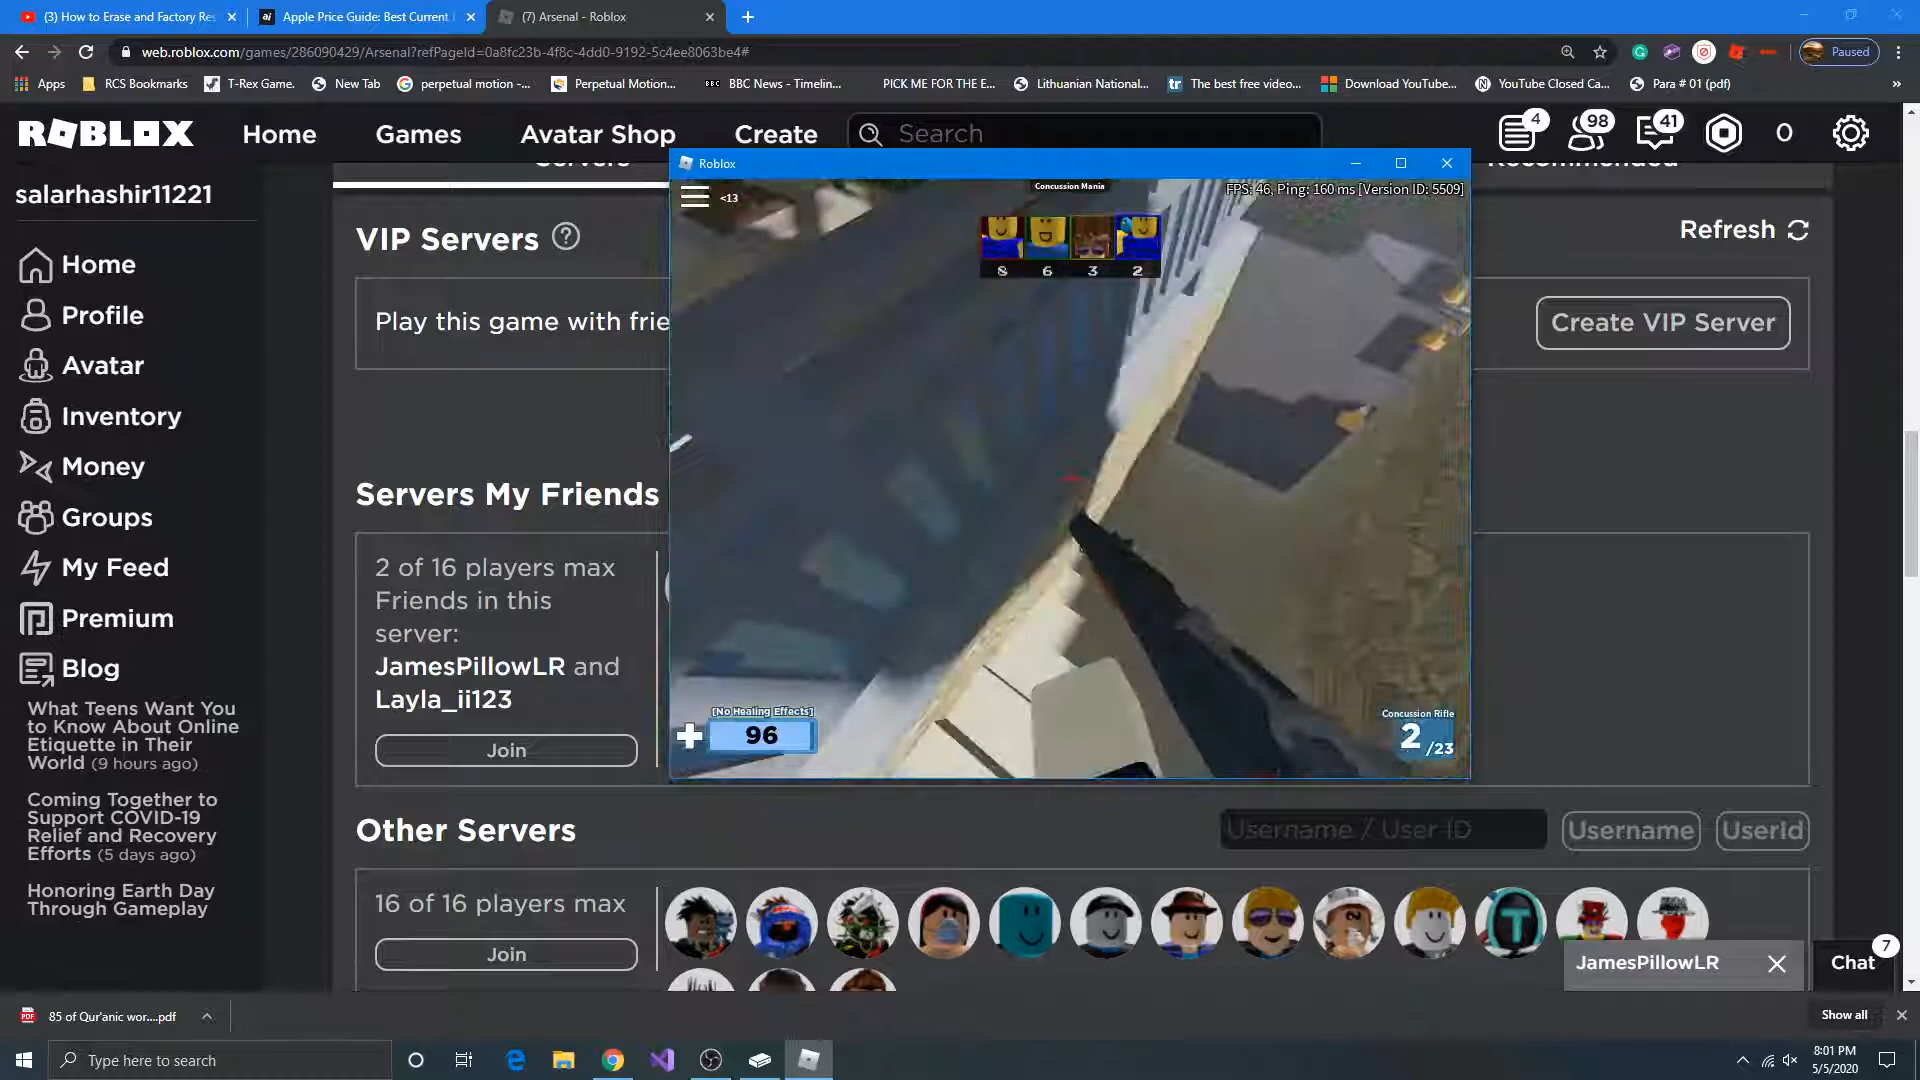 (3) How to Erase and Factory Res
Apple Price Guide: Best Current
(7) Arsenal - Roblox
web.roblox.com/games/286090429/Arsenal?refPageId=0a8fc23b-4f8c-4dd0-9192-5c4ee8063be4#
Paused
Apps
RCS Bookmarks
T-Rex Game.
New Tab
perpetual motion -...
Perpetual Motion...
BBC News - Timelin...
PICK ME FOR THE E...
Lithuanian National...
The best free video...
Download YouTube...
YouTube Closed Ca...
Para # 01 (pdf)
ROBLOX
Home
Games
Avatar Shop
Create
Search
4
98
41
0
Servers
Recommended
salarhashir11221
Home
Profile
Avatar
Inventory
Money
Groups
My Feed
Premium
Blog
What Teens Want You
to Know About Online
Etiquette in Their
World (9 hours ago)
Coming Together to
Support COVID-19
Relief and Recovery
Efforts (5 days ago)
Honoring Earth Day
Through Gameplay
VIP Servers
Refresh
Play this game with frie
Create VIP Server
Roblox
<13
Concussion Mania
FPS: 46, Ping: 160 ms [Version ID: 5509]
8 6 3 2
[No Healing Effects]
96
Concussion Rifle
2 /23
Servers My Friends
2 of 16 players max
Friends in this
server:
JamesPillowLR and
Layla_ii123
Join
Other Servers
Username / User ID
Username
UserId
16 of 16 players max
Join
JamesPillowLR
Chat
7
85 of Qur'anic wor....pdf
Show all
Type here to search
8:01 PM
5/5/2020